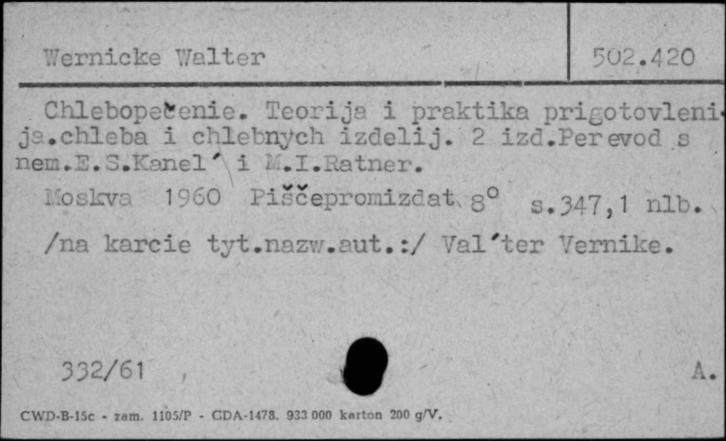 Wernicke Walter
502.420
Chlebopečenie. Teorija i praktika prigotovleni-
ja.chleba i chlebnych izdelij. 2 izd.Perevod s
nem.E.S.Kanel' i M.I.Ratner.
Moskva 1960 Piščepromizdat 8° s.347,1 nlb.
/na karcie tyt.nazw.aut.:/ Val'ter Vernike.
332/61
A.
CWD-B-15c - zam. 1105/P - CDA-1478. 933 000 karton 200 g/V.